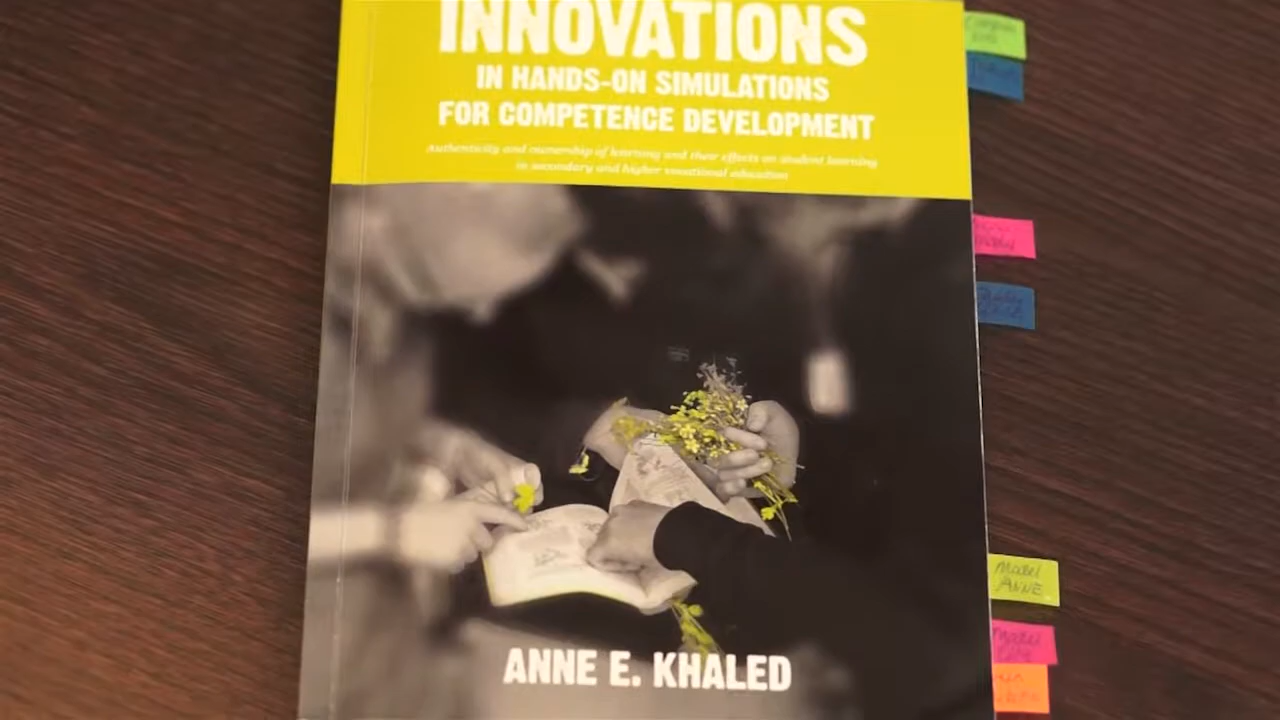 INNOVATIONS
IN HANDS-ON SIMULATIONS
FOR COMPETENCE DEVELOPMENT
Authenticity and ownership of learning and their effects on student learning
in secondary and higher vocational education
Model
ANNE
Model
ANNE E. KHALED